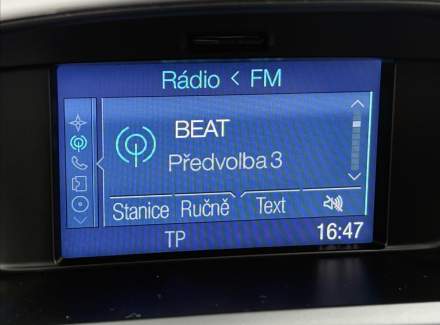 Rádio < FM
BEAT
Předvolba 3
Stanice Ručně Text
TP 16:47